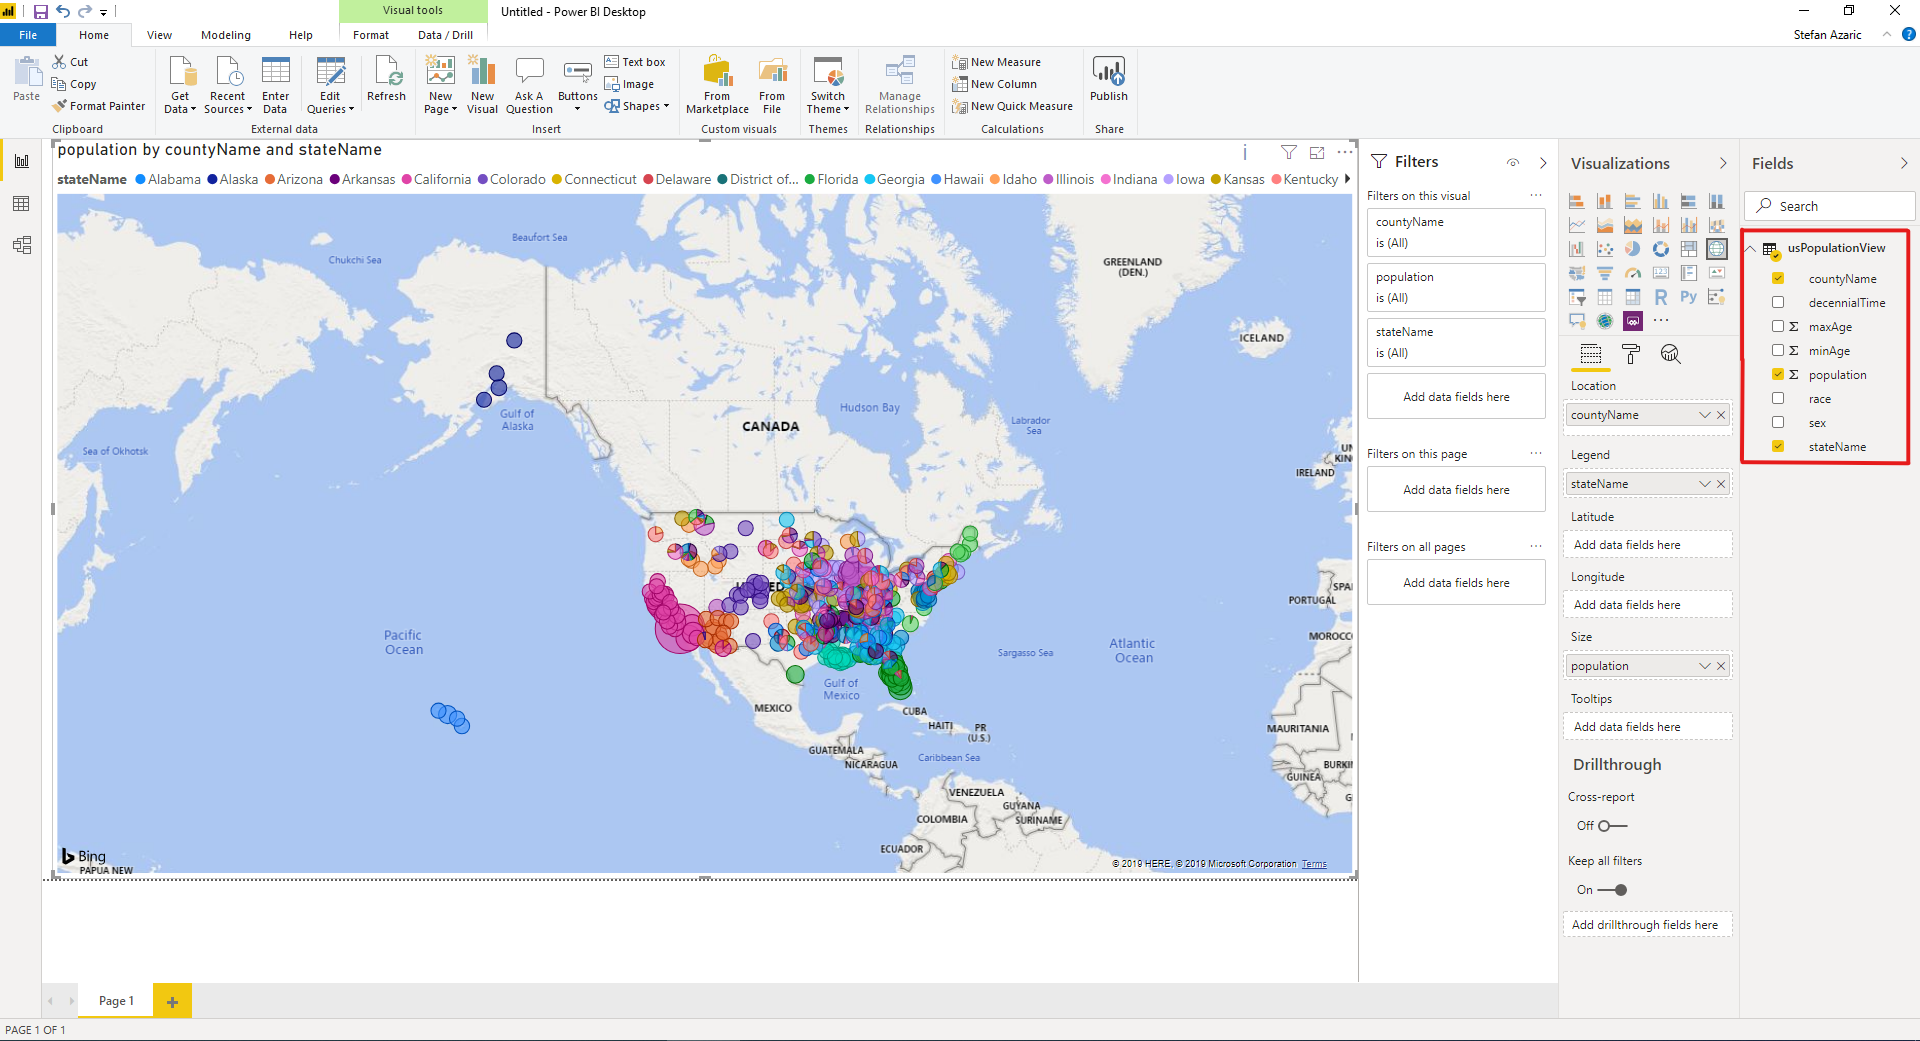 Visual tools
Untitled - Power BI Desktop
File
Home
View
Modeling
Help
Format
Data / Drill
Stefan Azaric
Paste
Cut
Copy
Format Painter
Clipboard
Get Data
Recent Sources
Enter Data
External data
Edit Queries
Refresh
New Page
New Visual
Ask A Question
Buttons
Text box
Image
Shapes
Insert
From Marketplace
From File
Custom visuals
Switch Theme
Themes
Manage Relationships
Relationships
New Measure
New Column
New Quick Measure
Calculations
Publish
Share
population by countyName and stateName
stateName Alabama Alaska Arizona Arkansas California Colorado Connecticut Delaware District of... Florida Georgia Hawaii Idaho Illinois Indiana Iowa Kansas Kentucky
Beaufort Sea
Chukchi Sea
GREENLAND
(DEN.)
ICELAND
Gulf of
Alaska
Hudson Bay
CANADA
Labrador
Sea
Sea of Okhotsk
UN
KIN
IRELAND
SPA
PORTUGAL
Pacific
Ocean
Atlantic
Ocean
MOROCC
Sargasso Sea
Gulf of
Mexico
MEXICO
CUBA
HAITI
PR
(U.S.)
MAURITANIA
GUATEMALA
NICARAGUA
Caribbean Sea
BURKIN
GUINEA
VENEZUELA
GUYANA
SURINAME
COLOMBIA
G
ECUADOR
Bing
PAPUA NEW
© 2019 HERE, © 2019 Microsoft Corporation Terms
Filters
Filters on this visual
countyName
is (All)
population
is (All)
stateName
is (All)
Add data fields here
Filters on this page
Add data fields here
Filters on all pages
Add data fields here
Visualizations
R
Py
Location
countyName
Legend
stateName
Latitude
Add data fields here
Longitude
Add data fields here
Size
population
Tooltips
Add data fields here
Drillthrough
Cross-report
Off
Keep all filters
On
Add drillthrough fields here
Fields
Search
usPopulationView
countyName
decennialTime
maxAge
minAge
population
race
sex
stateName
Page 1
PAGE 1 OF 1